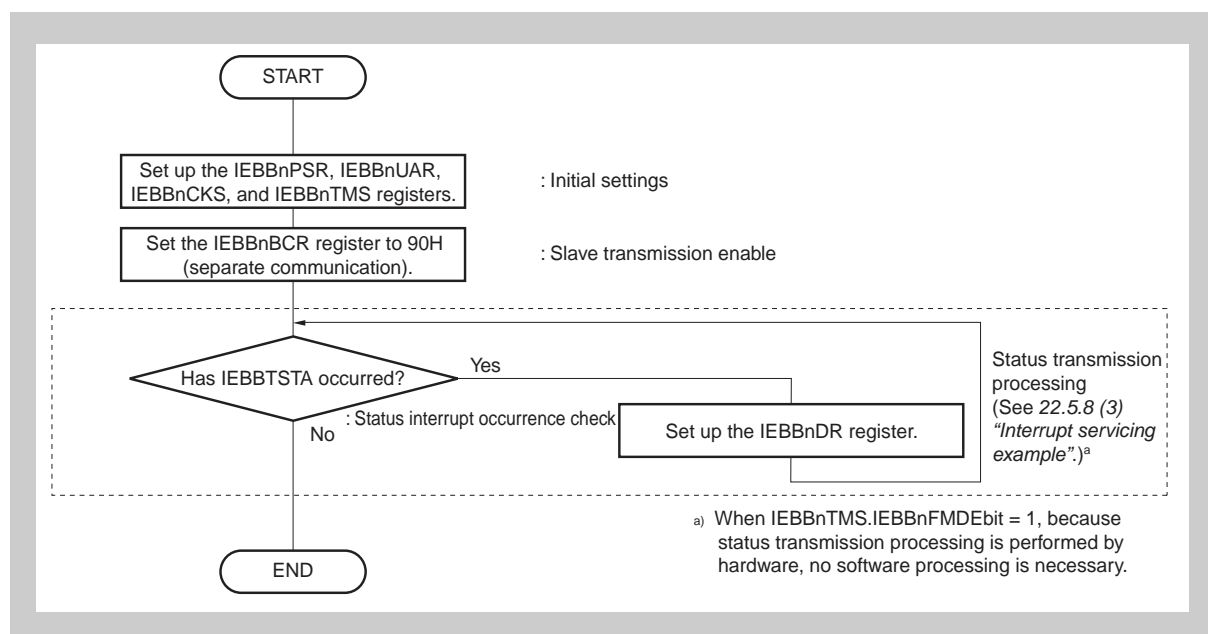 START
Set up the IEBBnPSR, IEBBnUAR,
IEBBnCKS, and IEBBnTMS registers.
: Initial settings
Set the IEBBnBCR register to 90H
(separate communication).
: Slave transmission enable
Has IEBBTSTA occurred?
Yes
: Status interrupt occurrence check
No
Set up the IEBBnDR register.
Status transmission
processing
(See 22.5.8 (3)
“Interrupt servicing
example”.)a
a) When IEBBnTMS.IEBBnFMDEbit = 1, because
status transmission processing is performed by
hardware, no software processing is necessary.
END